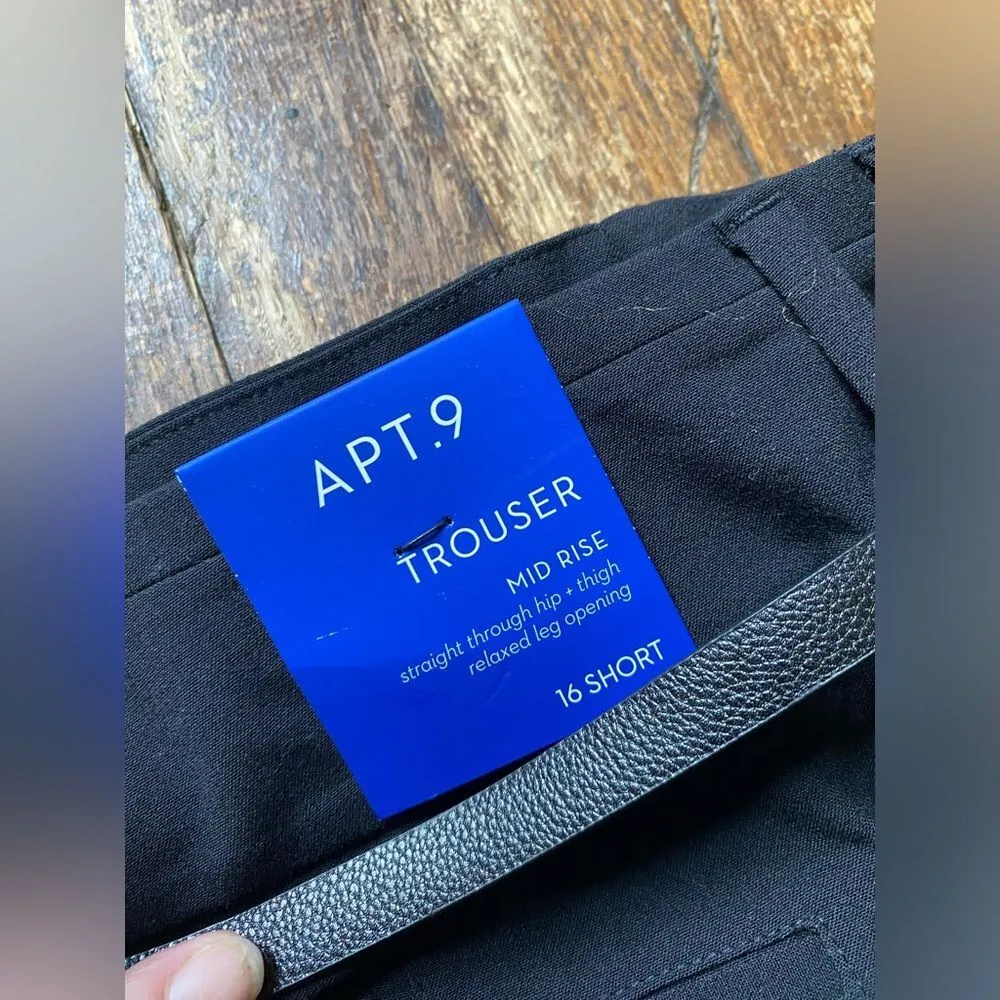 APT.9
TROUSER
MID RISE
straight through hip + thigh
relaxed leg opening
16 SHORT